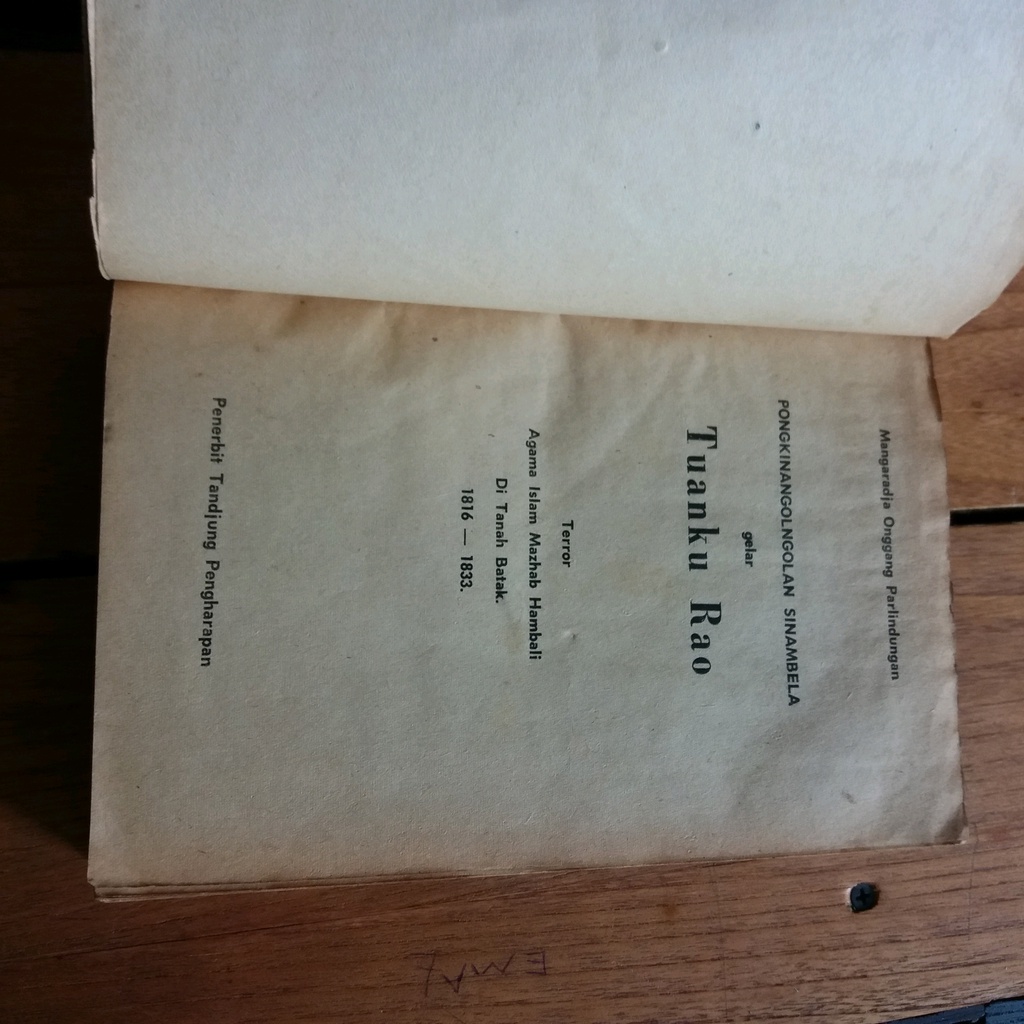 Mangaradja Onggang Parlindungan
PONGKINANGOLNGOLAN SINAMBELA
gelar
Tuanku Rao
Terror
Agama Islam Mazhab Hambali
Di Tanah Batak.
1816 — 1833.
Penerbit Tandjung Pengharapan